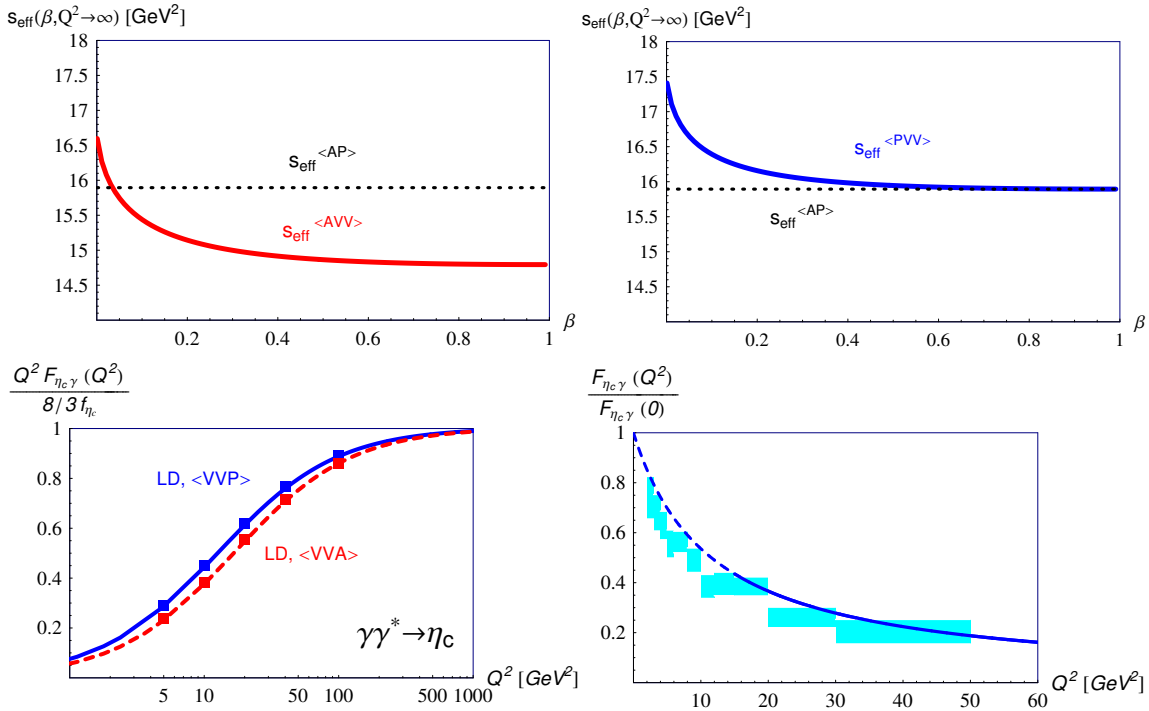 s_eff(β,Q²→∞) [GeV²]
18
17.5
17
16.5
16
15.5
15
14.5
s_eff^<AP>
s_eff^<AVV>
0.2 0.4 0.6 0.8 1 β
s_eff(β,Q²→∞) [GeV²]
18
17.5
17
16.5
16
15.5
15
14.5
s_eff^<PVV>
s_eff^<AP>
0.2 0.4 0.6 0.8 1 β
Q² F_η_c γ (Q²)
8/3 f_η_c
1
0.8
0.6
0.4
0.2
LD, <VVP>
LD, <VVA>
γγ*→η_c
5 10 50 100 500 1000 Q² [GeV²]
F_η_c γ (Q²)
F_η_c γ (0)
1
0.8
0.6
0.4
0.2
10 20 30 40 50 60 Q² [GeV²]